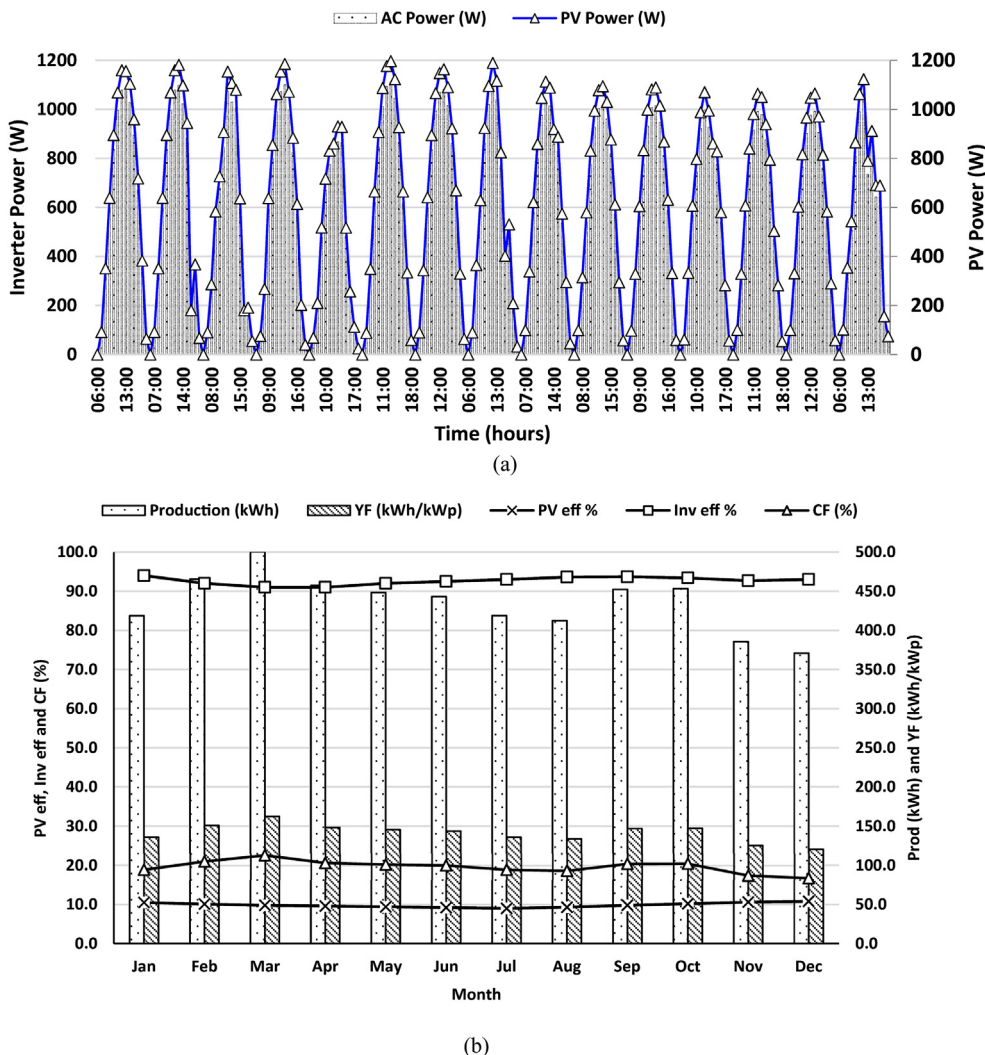 AC Power (W) PV Power (W)
1200 1200
1000 1000
800 800
600 600
400 400
200 200
0 0
Inverter Power (W)
PV Power (W)
06:00 13:00 07:00 14:00 08:00 15:00 09:00 16:00 10:00 17:00 11:00 18:00 12:00 06:00 13:00 07:00 14:00 08:00 15:00 09:00 16:00 10:00 17:00 11:00 18:00 12:00 06:00 13:00
Time (hours)
(a)
Production (kWh) YF (kWh/kWp) PV eff % Inv eff % CF (%)
100.0 500.0
90.0 450.0
80.0 400.0
70.0 350.0
60.0 300.0
50.0 250.0
40.0 200.0
30.0 150.0
20.0 100.0
10.0 50.0
0.0 0.0
PV eff, Inv eff and CF (%)
Prod (kWh) and YF (kWh/kWp)
Jan Feb Mar Apr May Jun Jul Aug Sep Oct Nov Dec
Month
(b)